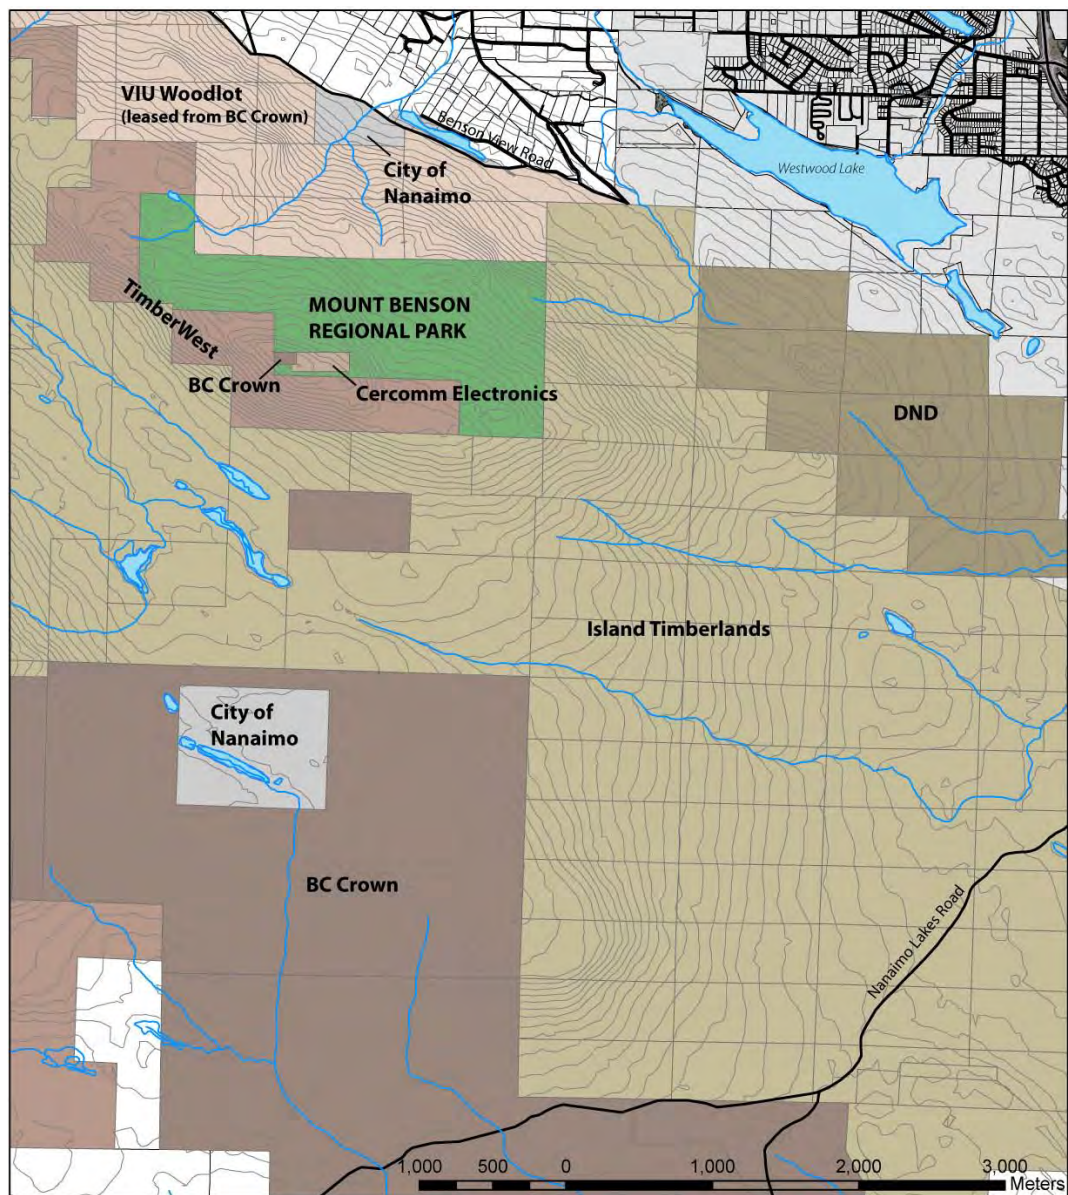 VIU Woodlot
(leased from BC Crown)
Benson View Road
City of
Nanaimo
Westwood Lake
TimberWest
MOUNT BENSON
REGIONAL PARK
BC Crown
Cercomm Electronics
DND
Island Timberlands
City of
Nanaimo
BC Crown
Nanaimo Lakes Road
1,000 500 0 1,000 2,000 3,000
Meters